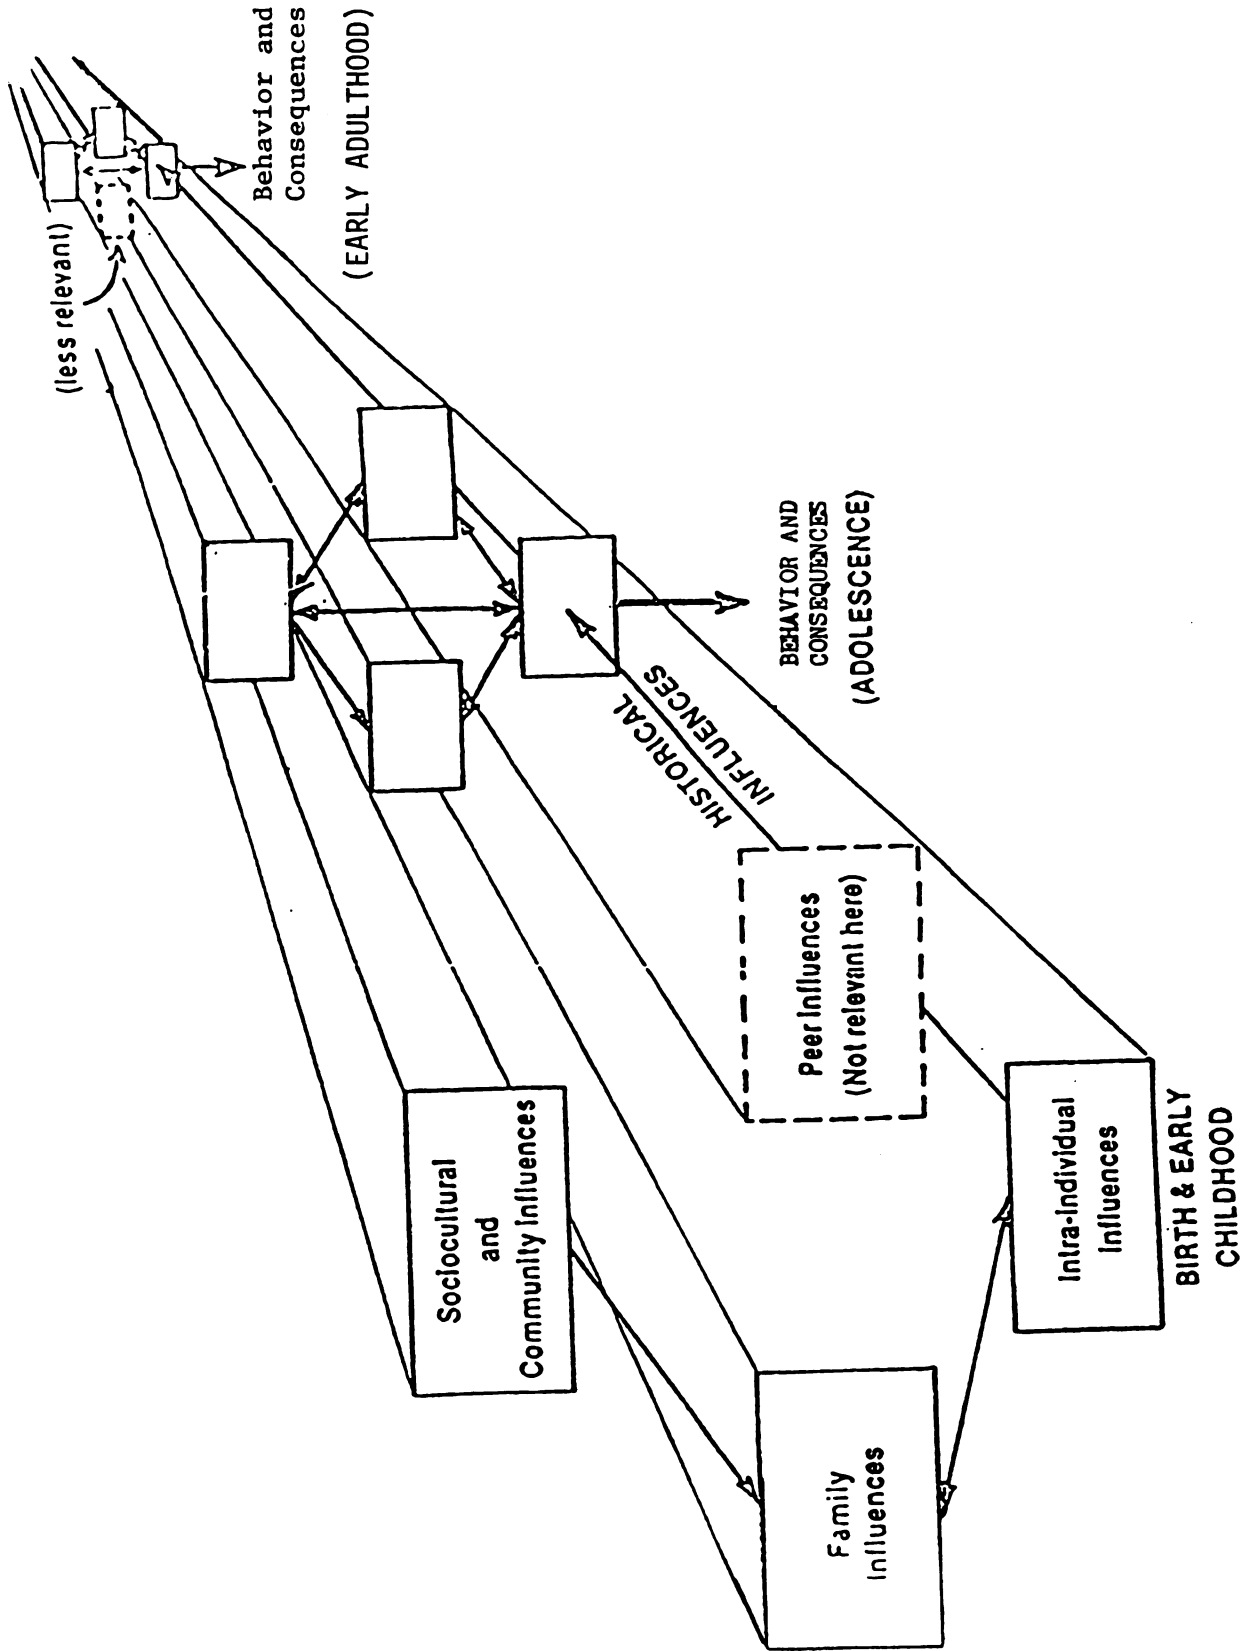 Sociocultural
and
Community Influences
Family
Influences
Peer Influences
(Not relevant here)
Intra-Individual
Influences
BIRTH & EARLY
CHILDHOOD
HISTORICAL
INFLUENCES
BEHAVIOR AND
CONSEQUENCES
(ADOLESCENCE)
(less relevant)
Behavior and
Consequences
(EARLY ADULTHOOD)